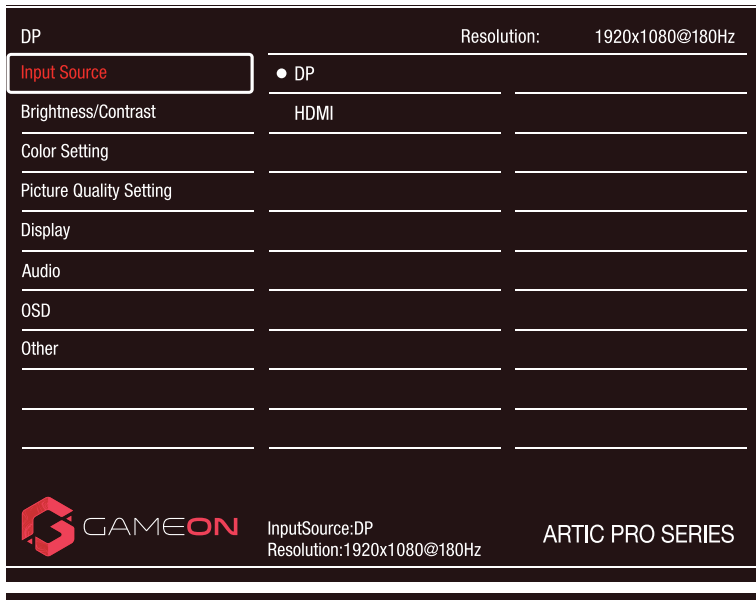 DP Resolution: 1920x1080@180Hz
Input Source DP
Brightness/Contrast HDMI
Color Setting
Picture Quality Setting
Display
Audio
OSD
Other
GAMEON
InputSource:DP
Resolution:1920x1080@180Hz
ARTIC PRO SERIES